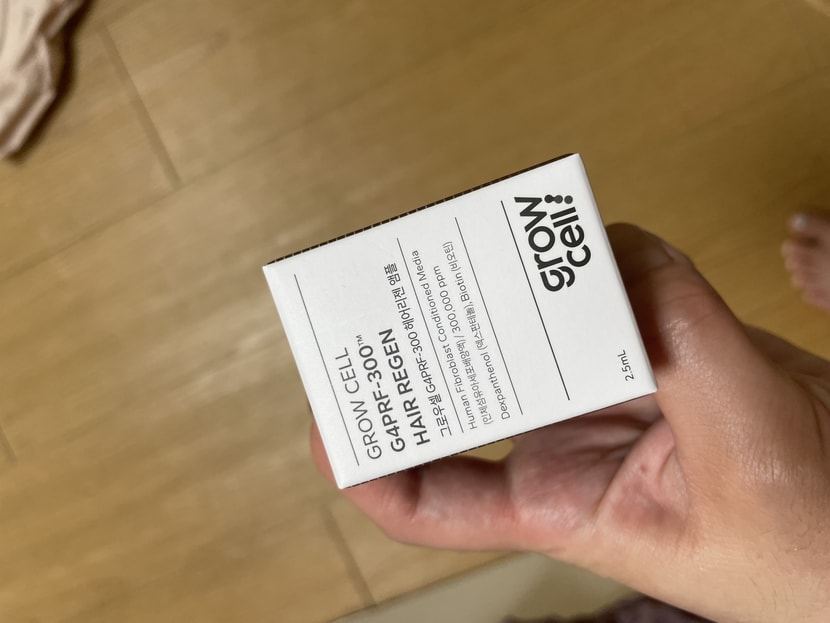 GROW CELL
G4PRF-300™
HAIR REGEN
그로우셀 G4PRF-300 헤어리젠 앰플
Human Fibroblast Conditioned Media
(인체섬유아세포배양액) / 300,000 ppm
Dexpanthenol (덱스판테놀), Biotin (비오틴)
grow
cell
2.5mL